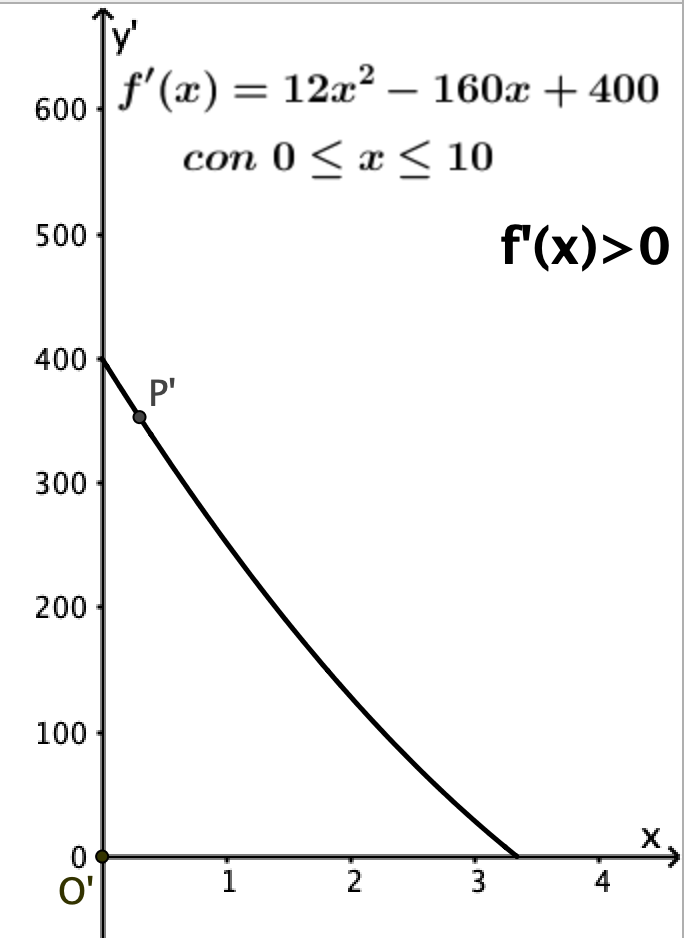 y'
f'(x) = 12x² − 160x + 400
600
con 0 ≤ x ≤ 10
500
f'(x)>0
400
P'
300
200
100
x
0
O'
1 2 3 4